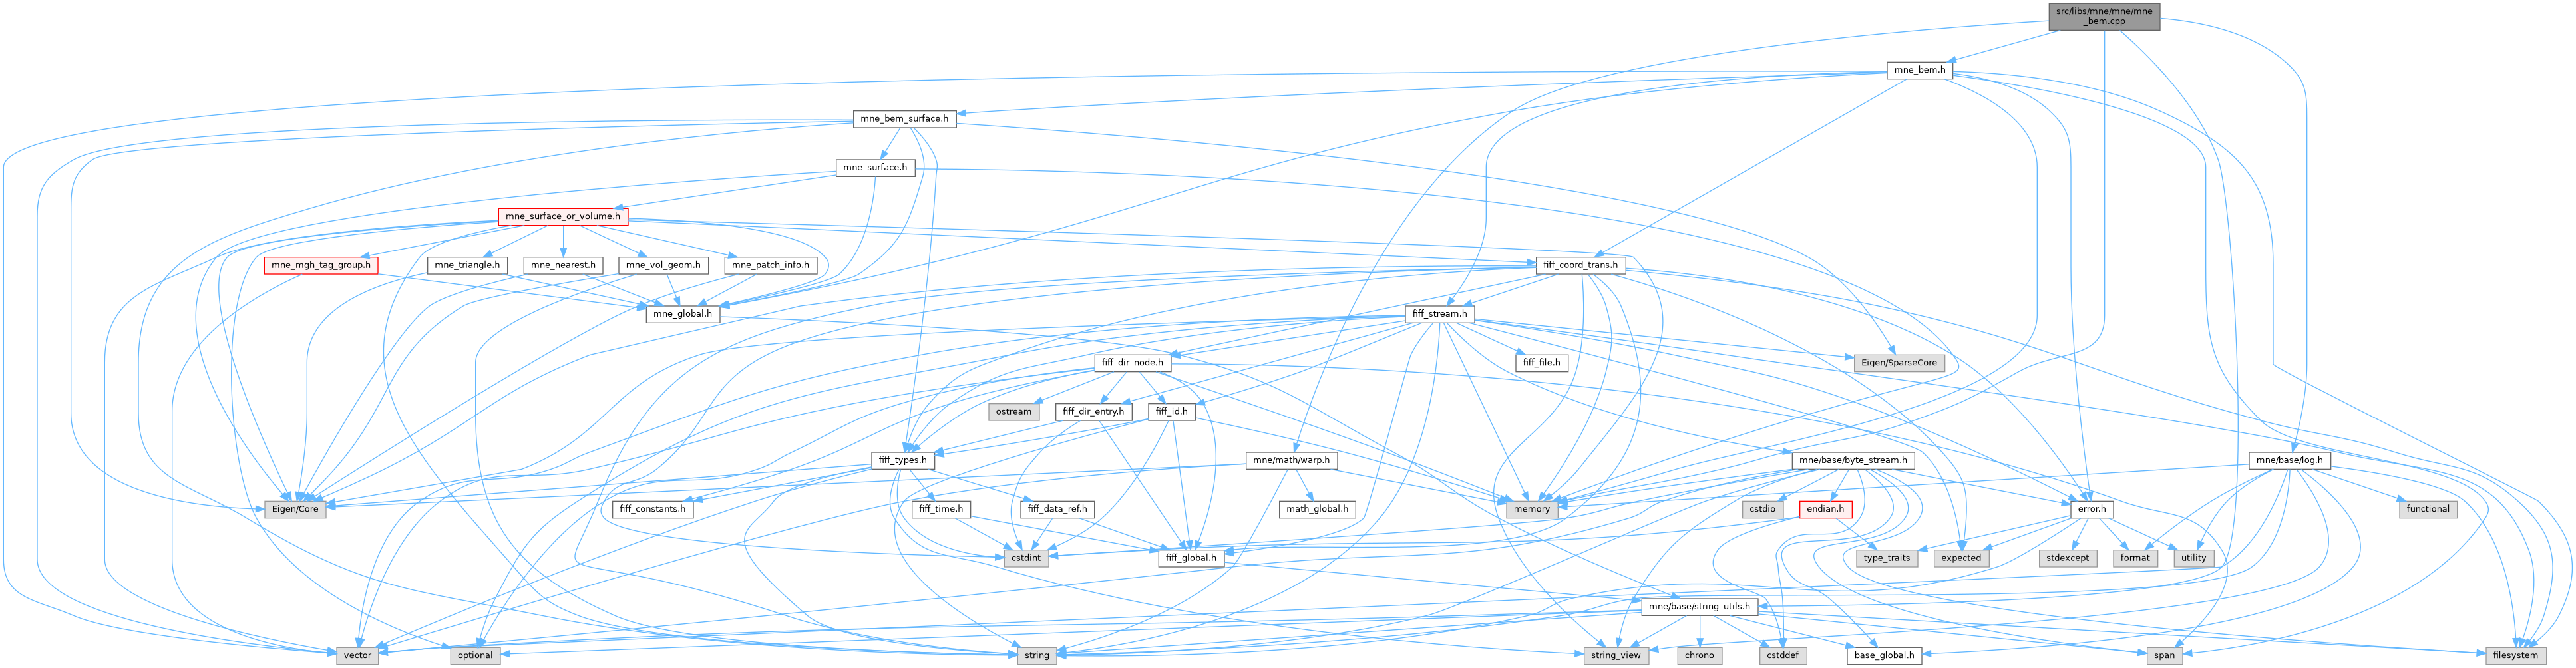 src/libs/mne/mne/mne
_bem.cpp
mne_bem.h
mne_bem_surface.h
mne_surface.h
mne_surface_or_volume.h
mne_mgh_tag_group.h
mne_triangle.h
mne_nearest.h
mne_vol_geom.h
mne_patch_info.h
fiff_coord_trans.h
mne_global.h
fiff_stream.h
fiff_dir_node.h
fiff_file.h
Eigen/SparseCore
ostream
fiff_dir_entry.h
fiff_id.h
fiff_types.h
mne/math/warp.h
mne/base/byte_stream.h
mne/base/log.h
Eigen/Core
fiff_constants.h
fiff_time.h
fiff_data_ref.h
math_global.h
memory
cstdio
endian.h
error.h
functional
cstdint
fiff_global.h
type_traits
expected
stdexcept
format
utility
mne/base/string_utils.h
vector
optional
string
string_view
chrono
cstddef
base_global.h
span
filesystem